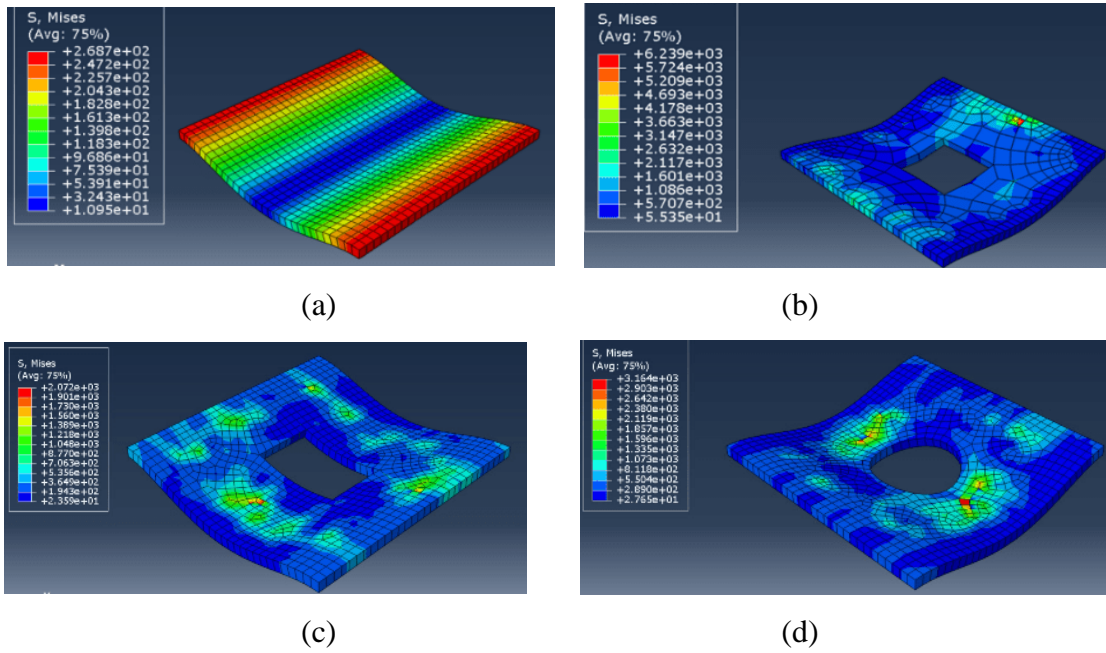 S, Mises
(Avg: 75%)
+2.687e+02
+2.472e+02
+2.257e+02
+2.043e+02
+1.828e+02
+1.613e+02
+1.398e+02
+1.183e+02
+9.686e+01
+7.539e+01
+5.391e+01
+3.243e+01
+1.095e+01
(a)
S, Mises
(Avg: 75%)
+6.239e+03
+5.724e+03
+5.209e+03
+4.693e+03
+4.178e+03
+3.663e+03
+3.147e+03
+2.632e+03
+2.117e+03
+1.601e+03
+1.086e+03
+5.707e+02
+5.535e+01
(b)
S, Mises
(Avg: 75%)
+2.072e+03
+1.901e+03
+1.730e+03
+1.560e+03
+1.389e+03
+1.218e+03
+1.048e+03
+8.770e+02
+7.063e+02
+5.356e+02
+3.649e+02
+1.943e+02
+2.359e+01
(c)
S, Mises
(Avg: 75%)
+3.164e+03
+2.903e+03
+2.642e+03
+2.380e+03
+2.119e+03
+1.857e+03
+1.596e+03
+1.335e+03
+1.073e+03
+8.118e+02
+5.504e+02
+2.890e+02
+2.765e+01
(d)